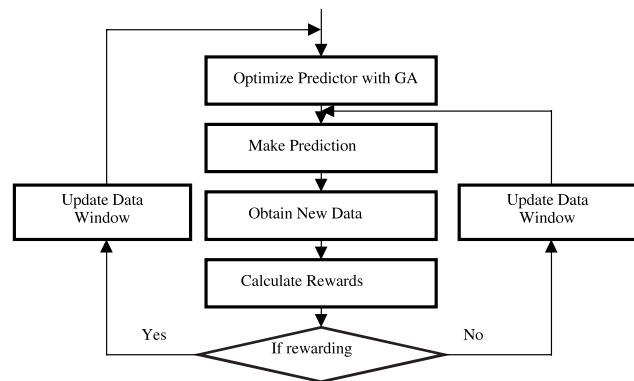 Optimize Predictor with GA
Make Prediction
Update Data
Window
Obtain New Data
Update Data
Window
Calculate Rewards
Yes
If rewarding
No